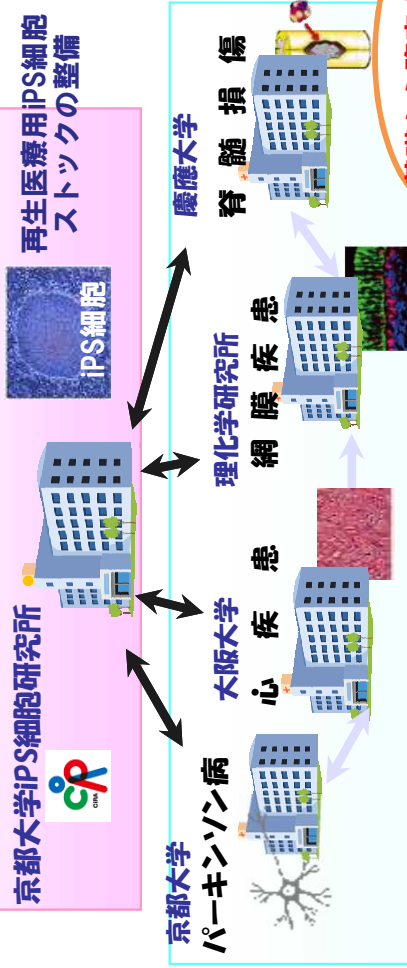 京都大学iPS細胞研究所
CiRA
iPS細胞
再生医療用iPS細胞
ストックの整備
京都大学
パーキンソン病
大阪大学
心疾患
理化学研究所
網膜疾患
慶應大学
脊髄損傷